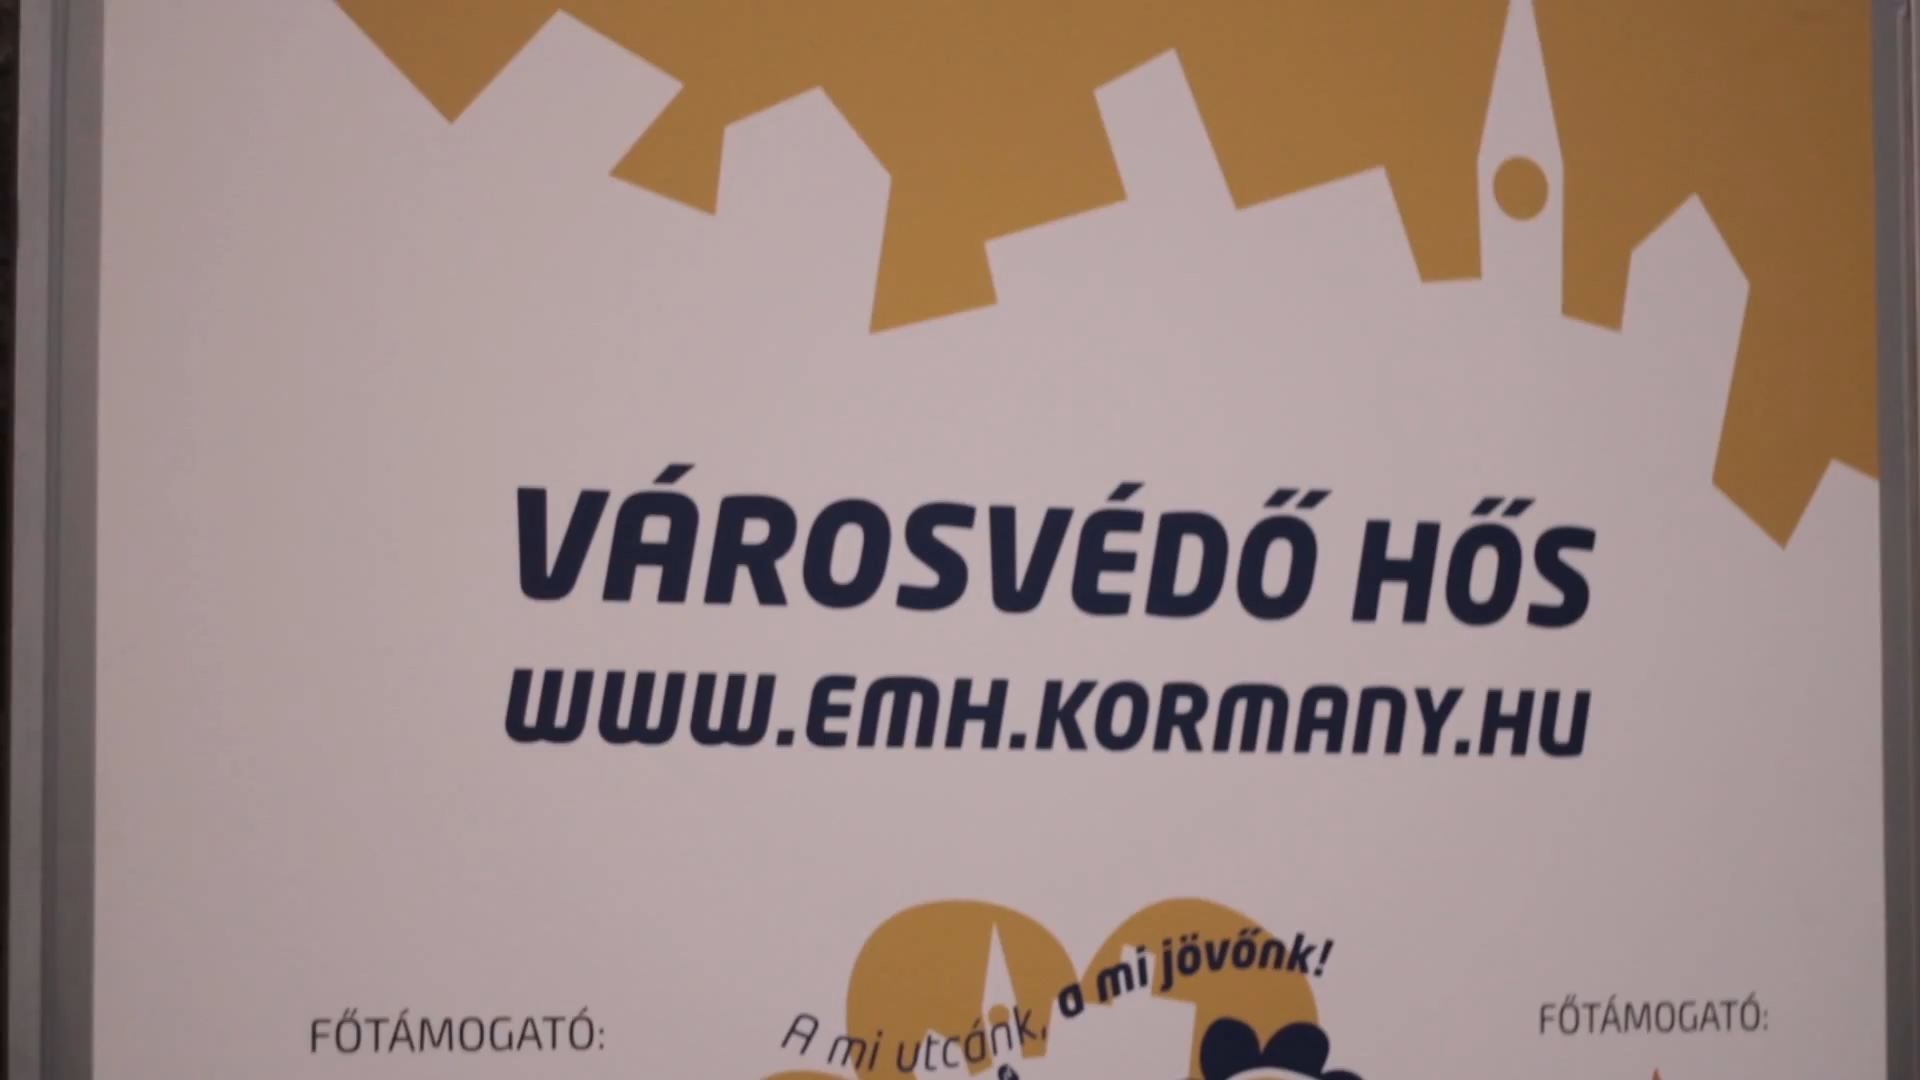 VÁROSVÉDŐ HŐS
WWW.EMH.KORMANY.HU
A mi utcánk, a mi jövőnk!
FŐTÁMOGATÓ:
FŐTÁMOGATÓ: